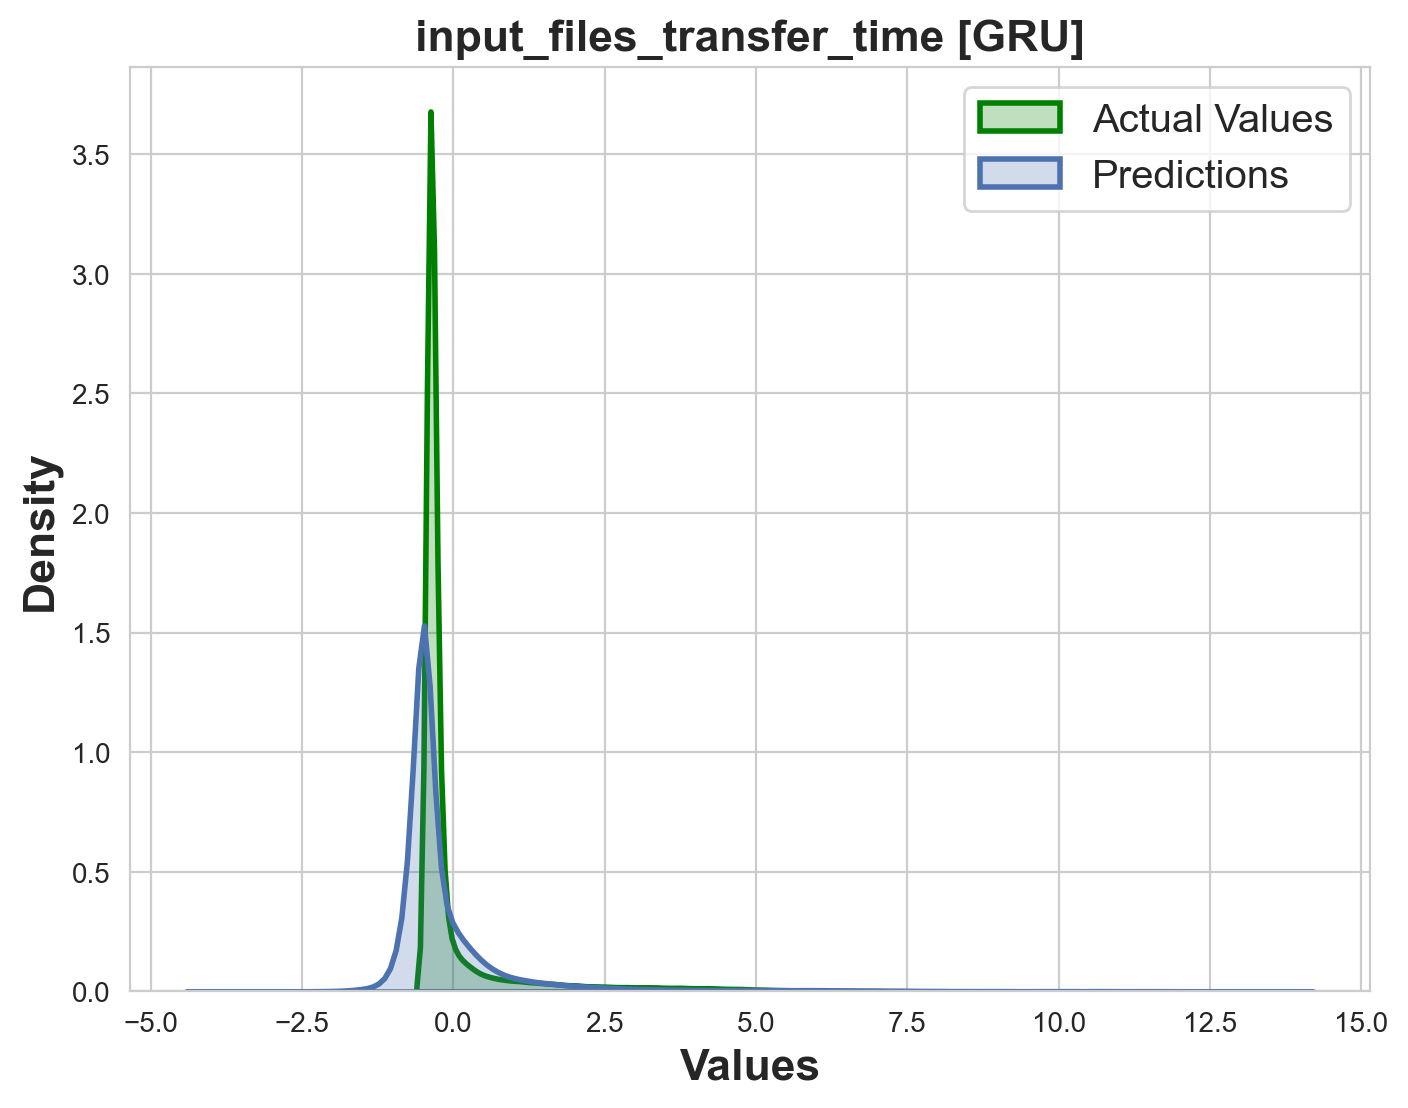 input_files_transfer_time [GRU]
Actual Values
Predictions
3.5
3.0
2.5
2.0
1.5
1.0
0.5
0.0
Density
−5.0 −2.5 0.0 2.5 5.0 7.5 10.0 12.5 15.0
Values